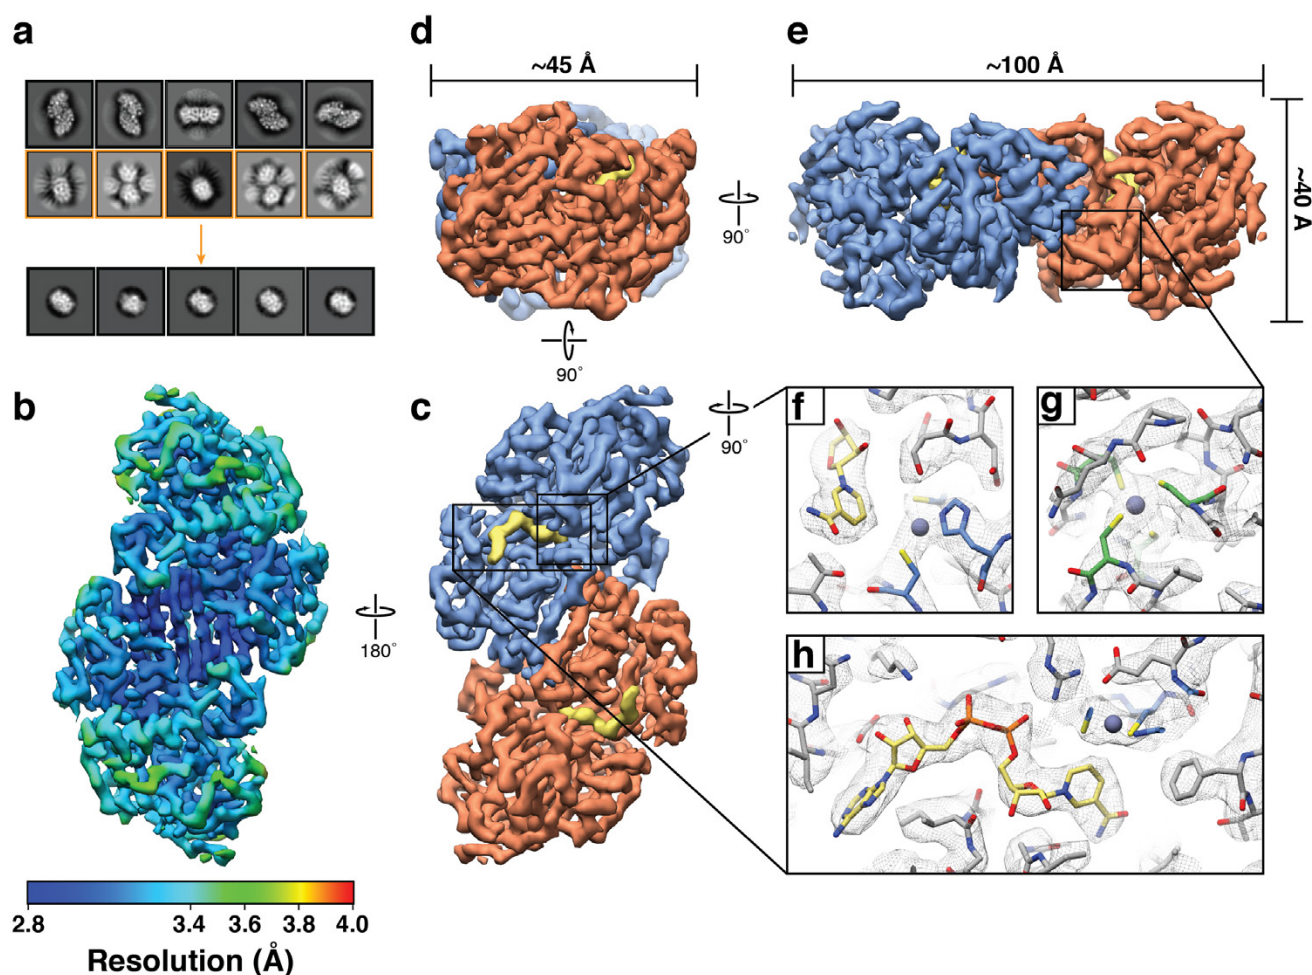 a
d
e
~45 Å
~100 Å
~40 Å
90°
90°
b
c
90°
f
g
180°
h
2.8
3.4
3.6
3.8
4.0
Resolution (Å)